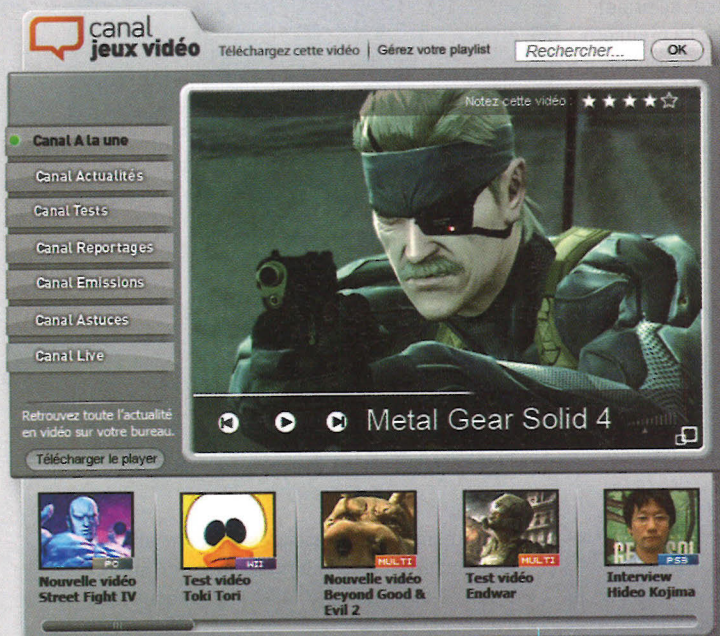 canal
jeux vidéo
Téléchargez cette vidéo | Gérez votre playlist
Rechercher...
OK
Notez cette vidéo :
Canal A la une
Canal Actualités
Canal Tests
Canal Reportages
Canal Emissions
Canal Astuces
Canal Live
Retrouvez toute l'actualité
en vidéo sur votre bureau.
Télécharger le player
Metal Gear Solid 4
PC
Nouvelle vidéo
Street Fight IV
WII
Test vidéo
Toki Tori
MULTI
Nouvelle vidéo
Beyond Good &
Evil 2
MULTI
Test vidéo
Endwar
PS3
Interview
Hideo Kojima